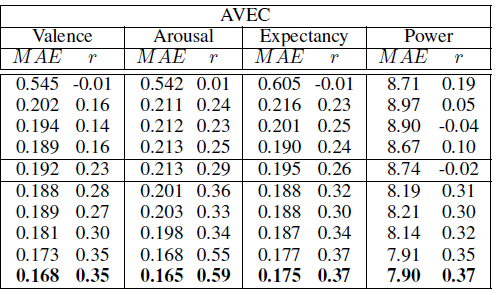 AVEC
Valence Arousal Expectancy Power
MAE r MAE r MAE r MAE r
0.545 -0.01 0.542 0.01 0.605 -0.01 8.71 0.19
0.202 0.16 0.211 0.24 0.216 0.23 8.97 0.05
0.194 0.14 0.212 0.23 0.201 0.25 8.90 -0.04
0.189 0.16 0.213 0.25 0.190 0.24 8.67 0.10
0.192 0.23 0.213 0.29 0.195 0.26 8.74 -0.02
0.188 0.28 0.201 0.36 0.188 0.32 8.19 0.31
0.189 0.27 0.203 0.33 0.188 0.30 8.21 0.30
0.181 0.30 0.198 0.34 0.187 0.34 8.14 0.32
0.173 0.35 0.168 0.55 0.177 0.37 7.91 0.35
0.168 0.35 0.165 0.59 0.175 0.37 7.90 0.37